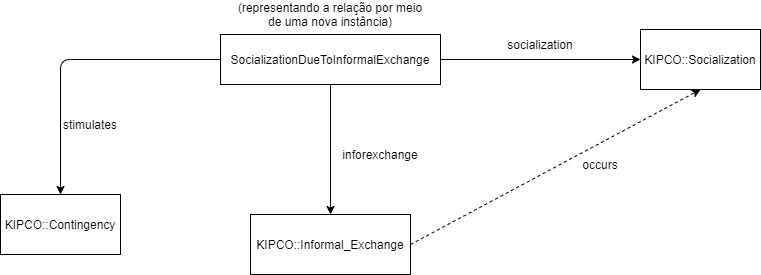 (representando a relação por meio
de uma nova instância)
SocializationDueToInformalExchange
socialization
KIPCO::Socialization
stimulates
inforexchange
occurs
KIPCO::Contingency
KIPCO::Informal_Exchange